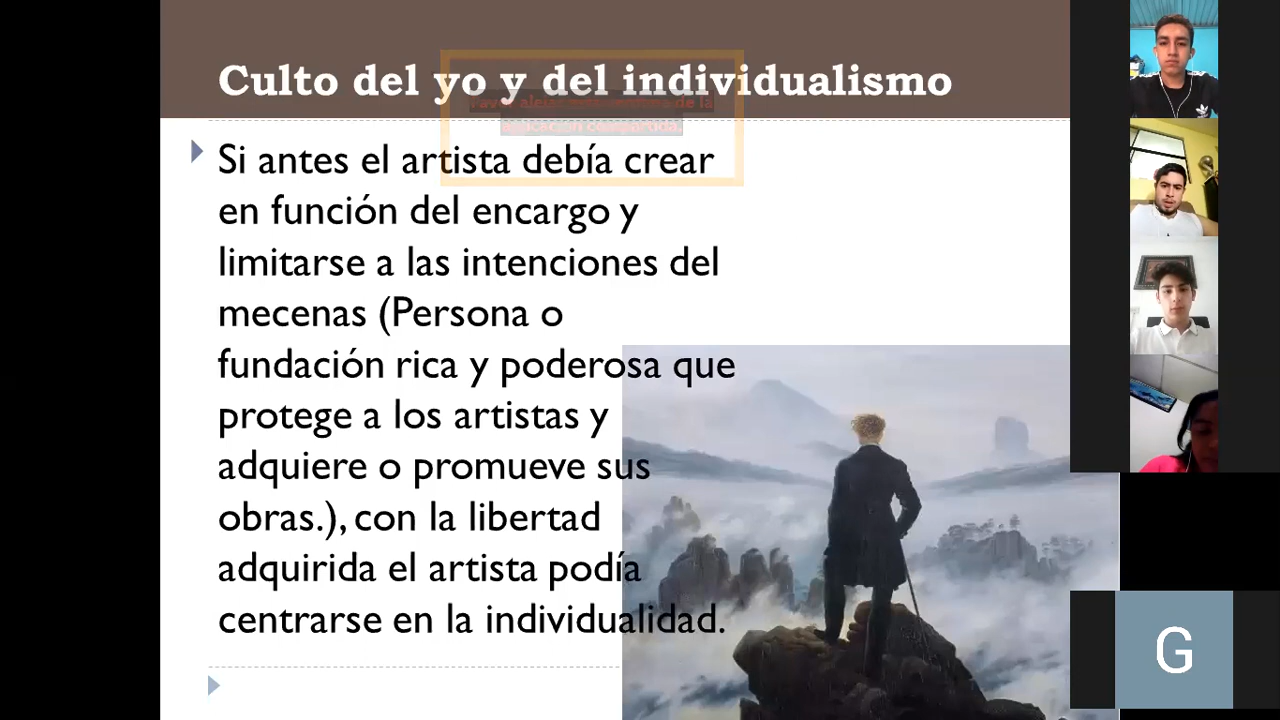 Culto del yo y del individualismo
Si antes el artista debía crear
en función del encargo y
limitarse a las intenciones del
mecenas (Persona o
fundación rica y poderosa que
protege a los artistas y
adquiere o promueve sus
obras.), con la libertad
adquirida el artista podía
centrarse en la individualidad.
G